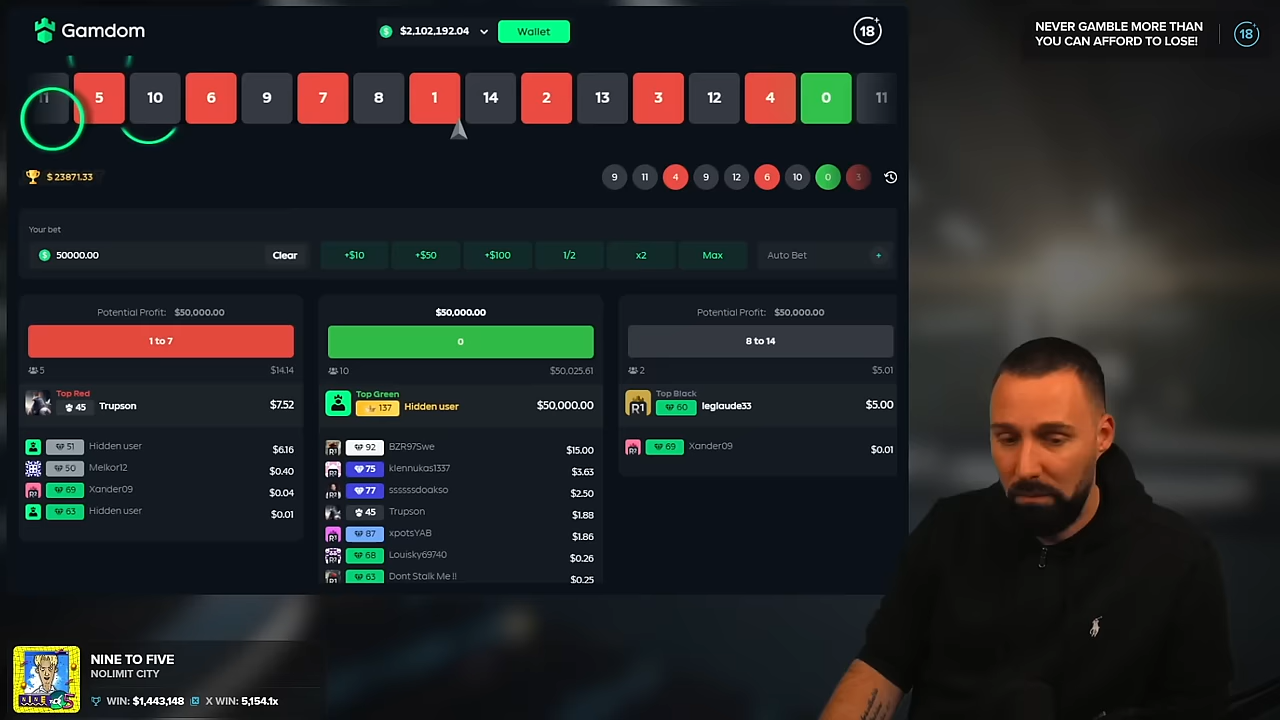 Gamdom
$2,102,192.04
Wallet
18+
NEVER GAMBLE MORE THAN
YOU CAN AFFORD TO LOSE!
18+
11 5 10 6 9 7 8 1 14 2 13 3 12 4 0 11
$ 23871.33
9 11 4 9 12 6 10 0 3
Your bet
50000.00
Clear
+$10
+$50
+$100
1/2
x2
Max
Auto Bet
+
Potential Profit: $50,000.00
1 to 7
5
$14.14
Top Red
45
Trupson
$7.52
51 Hidden user $6.16
50 Melkor12 $0.40
69 Xander09 $0.04
63 Hidden user $0.01
$50,000.00
0
10
$50,025.61
Top Green
137
Hidden user
$50,000.00
92 BZR97Swe $15.00
75 klennukas1337 $3.63
77 ssssssdoakso $2.50
45 Trupson $1.88
87 xpotsYAB $1.86
68 Louisky69740 $0.26
63 Dont Stalk Me !! $0.25
Potential Profit: $50,000.00
8 to 14
2
$5.01
Top Black
R1
60
leglaude33
$5.00
69 Xander09 $0.01
NINE TO FIVE
NOLIMIT CITY
WIN: $1,443,148 X WIN: 5,154.1x